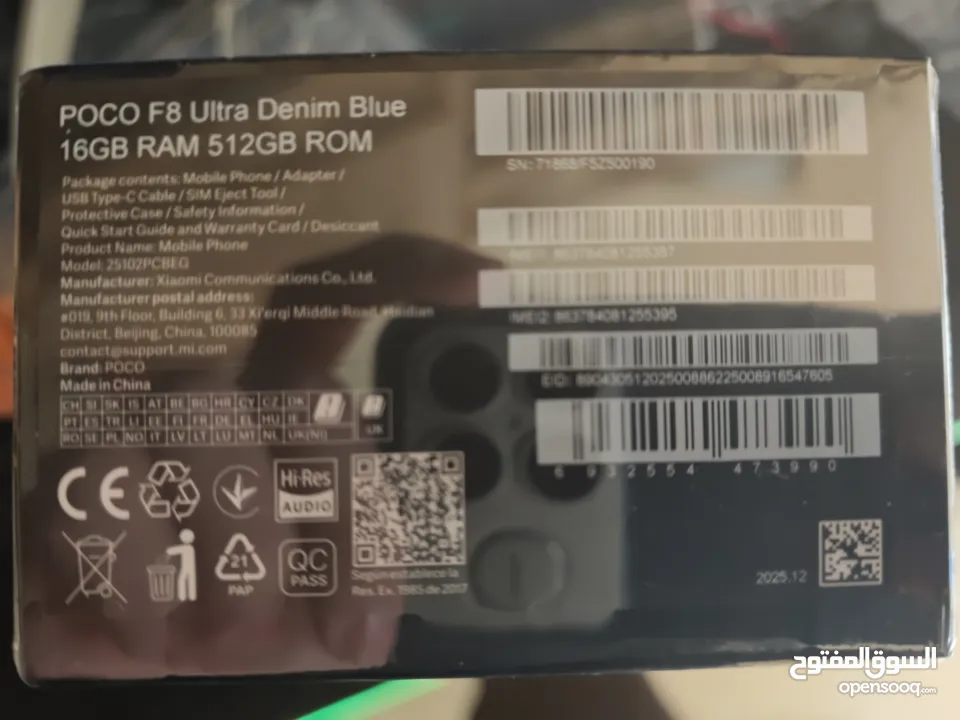 POCO F8 Ultra Denim Blue
16GB RAM 512GB ROM
Package contents: Mobile Phone / Adapter /
USB Type-C Cable / SIM Eject Tool /
Protective Case / Safety Information /
Quick Start Guide and Warranty Card / Desiccant
Product Name: Mobile Phone
Model: 25102PCBEG
Manufacturer: Xiaomi Communications Co., Ltd.
Manufacturer postal address:
#019, 9th Floor, Building 6, 33 Xi'erqi Middle Road, Haidian
District, Beijing, China, 100085
contact@support.mi.com
Brand: POCO
Made in China
CH SI SK IS AT BE BG HR CY CZ DK
PT ES TR LI EE FI FR DE EL HU IE
RO SE PL NO IT LV LT LU MT NL UK(NI)
UK
CE
Hi-Res
AUDIO
21
PAP
QC
PASS
Según establece la
Res. Ex. 1985 de 2017
SN:
IMEI2: 863784081255395
EID: 89043051202500886225008916547605
6 932554 473990
2025.12
السوق المفتوح
opensooq.com